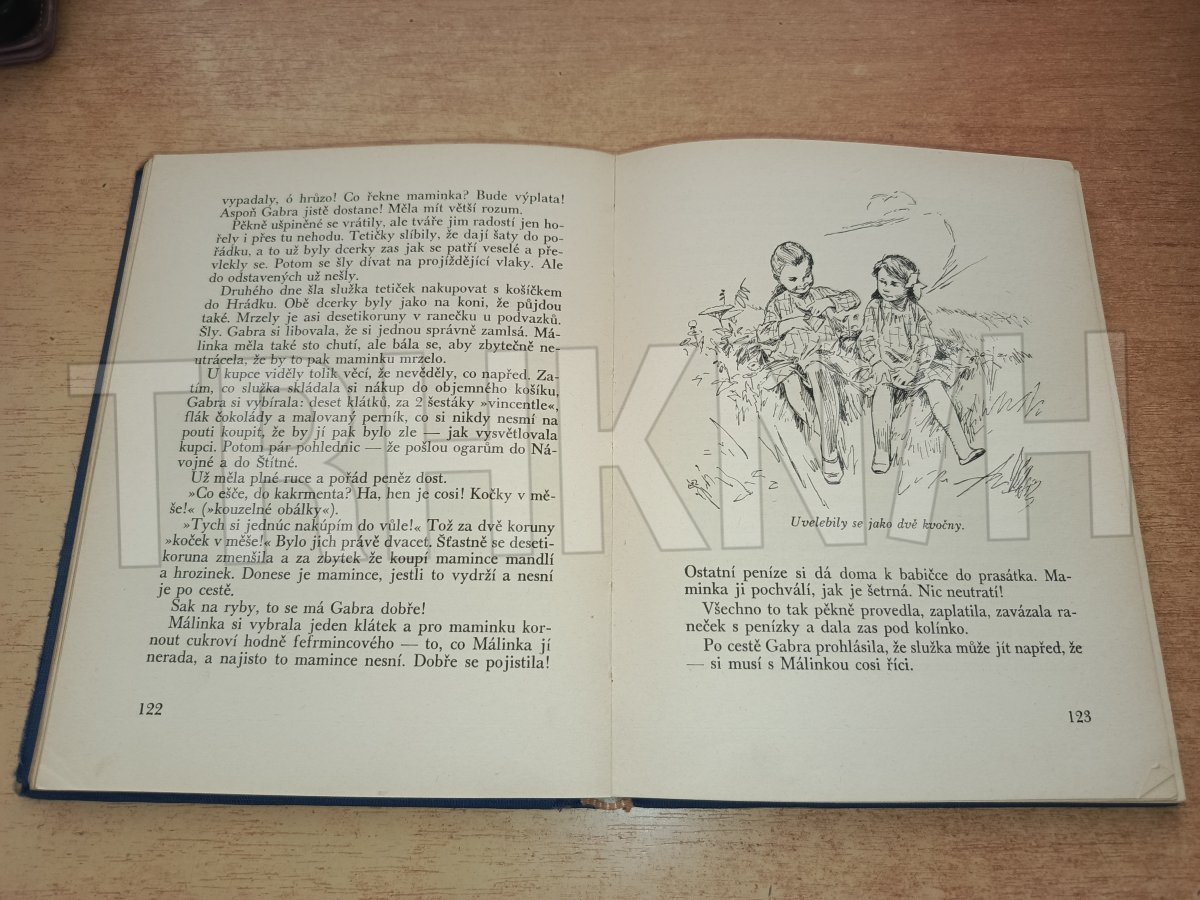 vypadaly, ó hrůzo! Co řekne maminka? Bude výplata!
Aspoň Gabra jistě dostane! Měla mít větší rozum.
Pěkně ušpiněné se vrátily, ale tváře jim radostí jen ho-
řely i přes tu nehodu. Tetičky slíbily, že dají šaty do po-
řádku, a to už byly dcerky zas jak se patří veselé a pře-
vlekly se. Potom se šly dívat na projíždějící vlaky. Ale
do odstavených už nešly.
Druhého dne šla služka tetiček nakupovat s košíčkem
do Hrádku. Obě dcerky byly jako na koni, že půjdou
také. Mrzely je asi desetikoruny v ranečku u podvazků.
Šly. Gabra si libovala, že si jednou správně zamlsá. Má-
linka měla také sto chutí, ale bála se, aby zbytečně ne-
utrácela, že by to pak maminku mrzelo.
U kupce viděly tolik věcí, že nevěděly, co napřed. Za-
tím, co služka skládala si nákup do objemného košíku,
Gabra si vybírala: deset klátků, za 2 šestáky »vincentle«,
flák čokolády a malovaný perník, co si nikdy nesmí na
pouti koupit, že by jí pak bylo zle — jak vysvětlovala
kupci. Potom pár pohlednic — že pošlou ogarům do Ná-
vojné a do Štítné.
Už měla plné ruce a pořád peněz dost.
»Co ešče, do kakrmenta? Ha, hen je cosi! Kočky v mě-
še!« (»kouzelné obálky«).
»Tych si jednúc nakúpím do vůle!« Tož za dvě koruny
»koček v měše!« Bylo jich právě dvacet. Šťastně se deseti-
koruna zmenšila a za zbytek že koupí mamince mandlí
a hrozinek. Donese je mamince, jestli to vydrží a nesní
je po cestě.
Šak na ryby, to se má Gabra dobře!
Málinka si vybrala jeden klátek a pro maminku kor-
nout cukroví hodně fefrmincového — to, co Málinka jí
nerada, a najisto to mamince nesní. Dobře se pojistila!
122
Uvelebily se jako dvě kvočny.
Ostatní peníze si dá doma k babičce do prasátka. Ma-
minka ji pochválí, jak je šetrná. Nic neutratí!
Všechno to tak pěkně provedla, zaplatila, zavázala ra-
neček s penízky a dala zas pod kolínko.
Po cestě Gabra prohlásila, že služka může jít napřed, že
— si musí s Málinkou cosi říci.
123
TRHKNIH